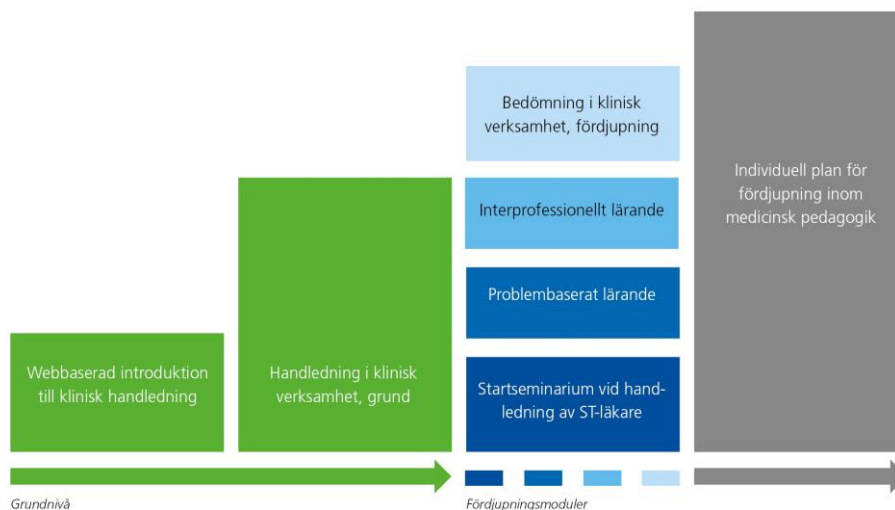 Webbaserad introduktion
till klinisk handledning
Handledning i klinisk
verksamhet, grund
Bedömning i klinisk
verksamhet, fördjupning
Interprofessionellt lärande
Problembaserat lärande
Startseminarium vid hand-
ledning av ST-läkare
Individuell plan för
fördjupning inom
medicinsk pedagogik
Grundnivå
Fördjupningsmoduler